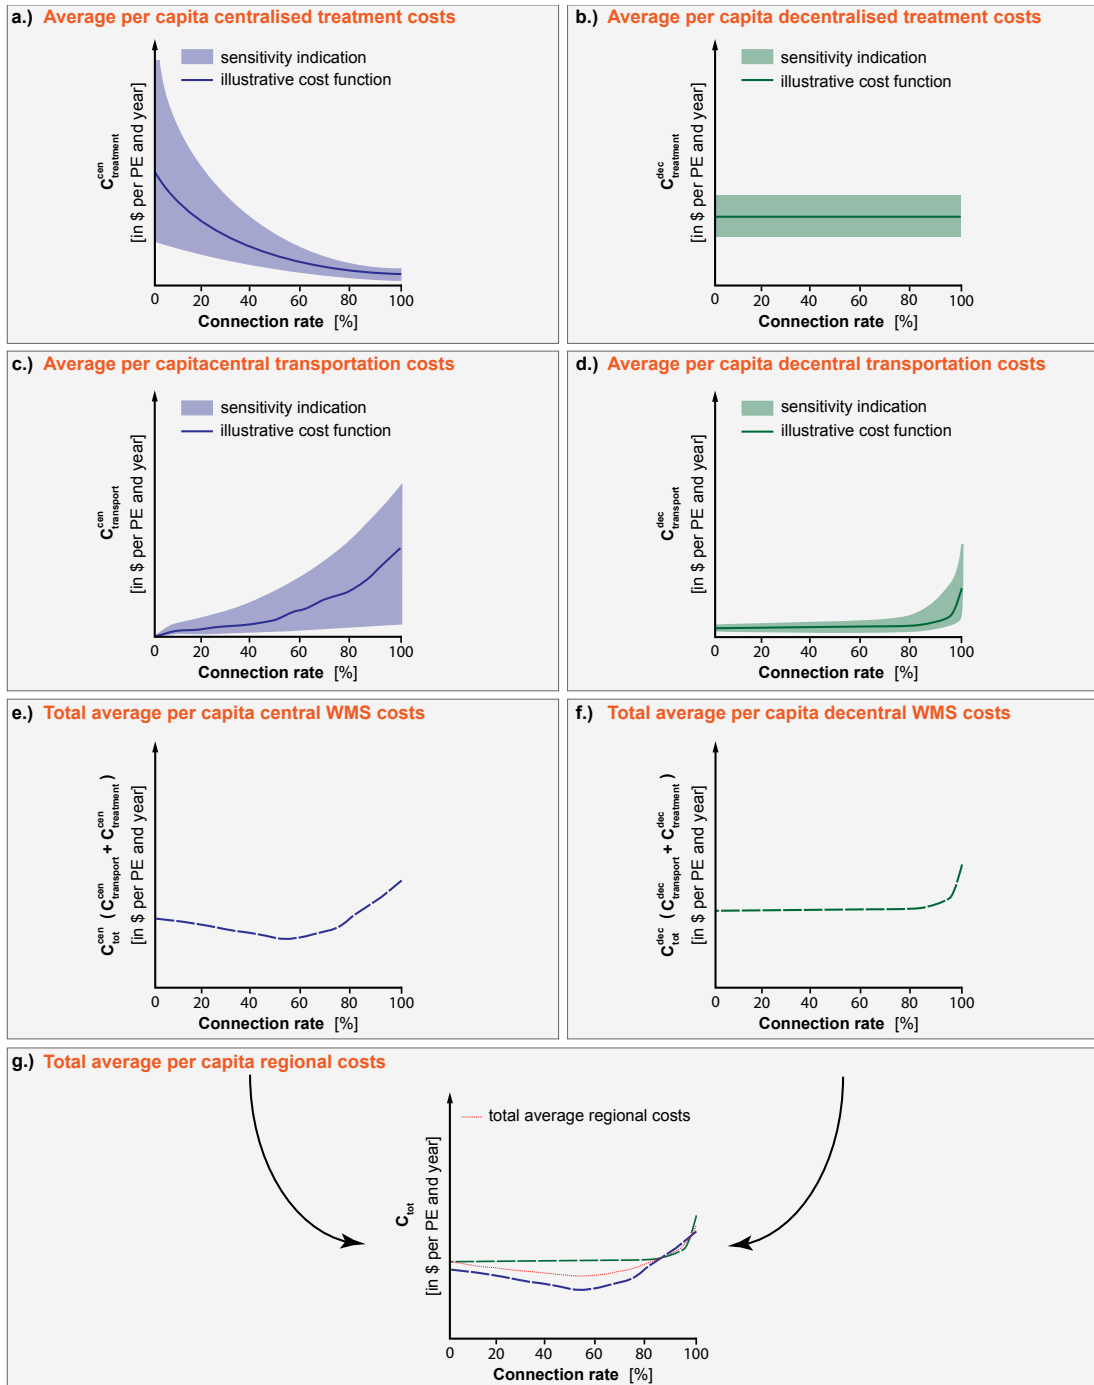 a.) Average per capita centralised treatment costs
sensitivity indication
illustrative cost function
C^cen_treatment
[in $ per PE and year]
0 20 40 60 80 100
Connection rate [%]
b.) Average per capita decentralised treatment costs
sensitivity indication
illustrative cost function
C^dec_treatment
[in $ per PE and year]
0 20 40 60 80 100
Connection rate [%]
c.) Average per capitacentral transportation costs
sensitivity indication
illustrative cost function
C^cen_transport
[in $ per PE and year]
0 20 40 60 80 100
Connection rate [%]
d.) Average per capita decentral transportation costs
sensitivity indication
illustrative cost function
C^dec_transport
[in $ per PE and year]
0 20 40 60 80 100
Connection rate [%]
e.) Total average per capita central WMS costs
C^cen_tot (C^cen_transport + C^cen_treatment)
[in $ per PE and year]
0 20 40 60 80 100
Connection rate [%]
f.) Total average per capita decentral WMS costs
C^dec_tot (C^dec_transport + C^dec_treatment)
[in $ per PE and year]
0 20 40 60 80 100
Connection rate [%]
g.) Total average per capita regional costs
total average regional costs
C_tot
[in $ per PE and year]
0 20 40 60 80 100
Connection rate [%]